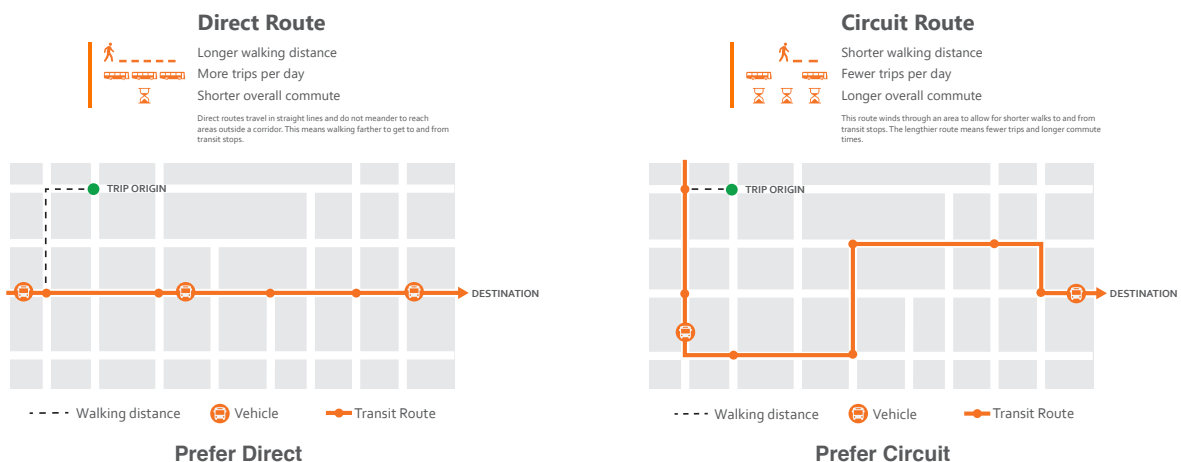 Direct Route
Longer walking distance
More trips per day
Shorter overall commute
Direct routes travel in straight lines and do not meander to reach
areas outside a corridor. This means walking farther to get to and from
transit stops.
TRIP ORIGIN
DESTINATION
Walking distance
Vehicle
Transit Route
Prefer Direct
Circuit Route
Shorter walking distance
Fewer trips per day
Longer overall commute
This route winds through an area to allow for shorter walks to and from
transit stops. The lengthier route means fewer trips and longer commute
times.
TRIP ORIGIN
DESTINATION
Walking distance
Vehicle
Transit Route
Prefer Circuit